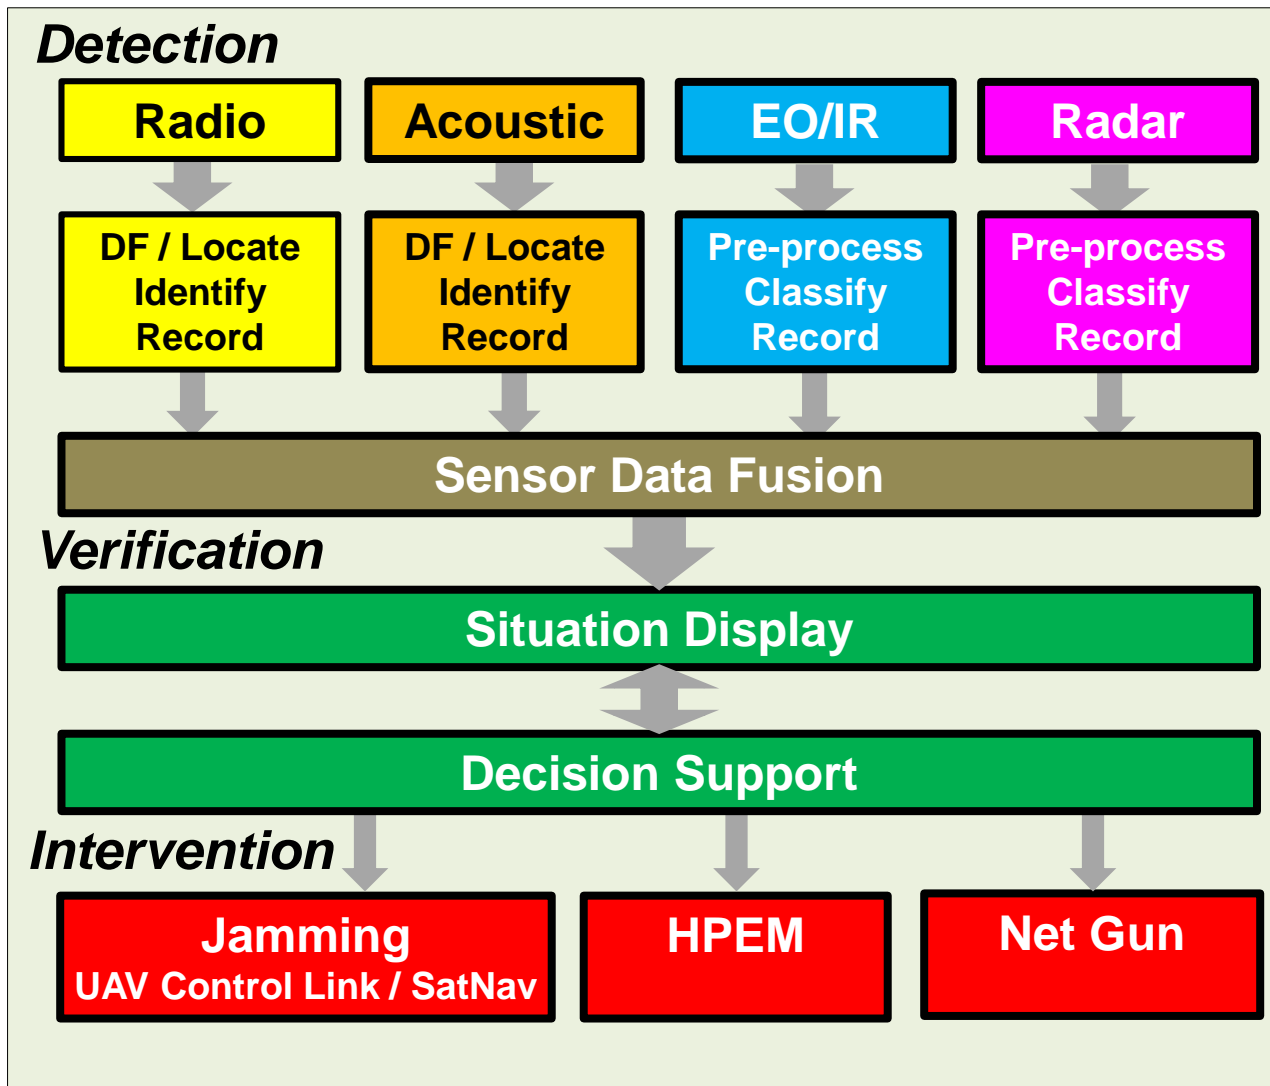 Detection
Radio
Acoustic
EO/IR
Radar
DF / Locate
Identify
Record
DF / Locate
Identify
Record
Pre-process
Classify
Record
Pre-process
Classify
Record
Sensor Data Fusion
Verification
Situation Display
Decision Support
Intervention
Jamming
UAV Control Link / SatNav
HPEM
Net Gun